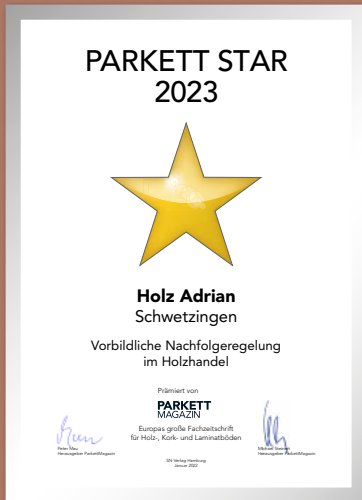 PARKETT STAR
2023
Holz Adrian
Schwetzingen
Vorbildliche Nachfolgeregelung
im Holzhandel
Prämiert von
PARKETT
MAGAZIN
Europas große Fachzeitschrift
für Holz-, Kork- und Laminatböden
Peter Mau
Herausgeber ParkettMagazin
Michael Steinert
Herausgeber ParkettMagazin
SN-Verlag Hamburg
Januar 2022